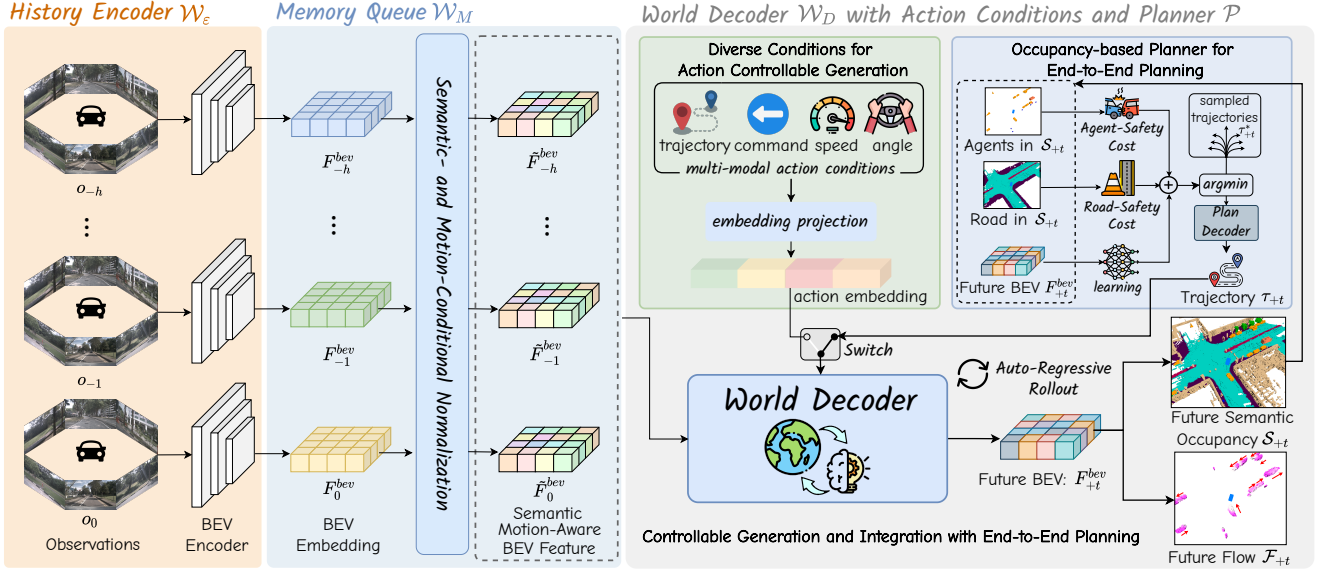 History Encoder 𝒲_ε
Memory Queue 𝒲_M
World Decoder 𝒲_D with Action Conditions and Planner 𝒫
o_{-h}
o_{-1}
o_0
Observations
BEV
Encoder
F^{bev}_{-h}
F^{bev}_{-1}
F^{bev}_0
BEV
Embedding
Semantic- and Motion-Conditional Normalization
F̃^{bev}_{-h}
F̃^{bev}_{-1}
F̃^{bev}_0
Semantic
Motion-Aware
BEV Feature
Diverse Conditions for
Action Controllable Generation
trajectory command speed angle
multi-modal action conditions
embedding projection
action embedding
Occupancy-based Planner for
End-to-End Planning
Agents in 𝒮_{+t}
Agent-Safety
Cost
sampled
trajectories
τ^*_{+t}
Road in 𝒮_{+t}
Road-Safety
Cost
argmin
Plan
Decoder
Future BEV F^{bev}_{+t}
learning
Trajectory τ_{+t}
Switch
World Decoder
Auto-Regressive
Rollout
Future BEV: F^{bev}_{+t}
Future Semantic
Occupancy 𝒮_{+t}
Future Flow ℱ_{+t}
Controllable Generation and Integration with End-to-End Planning